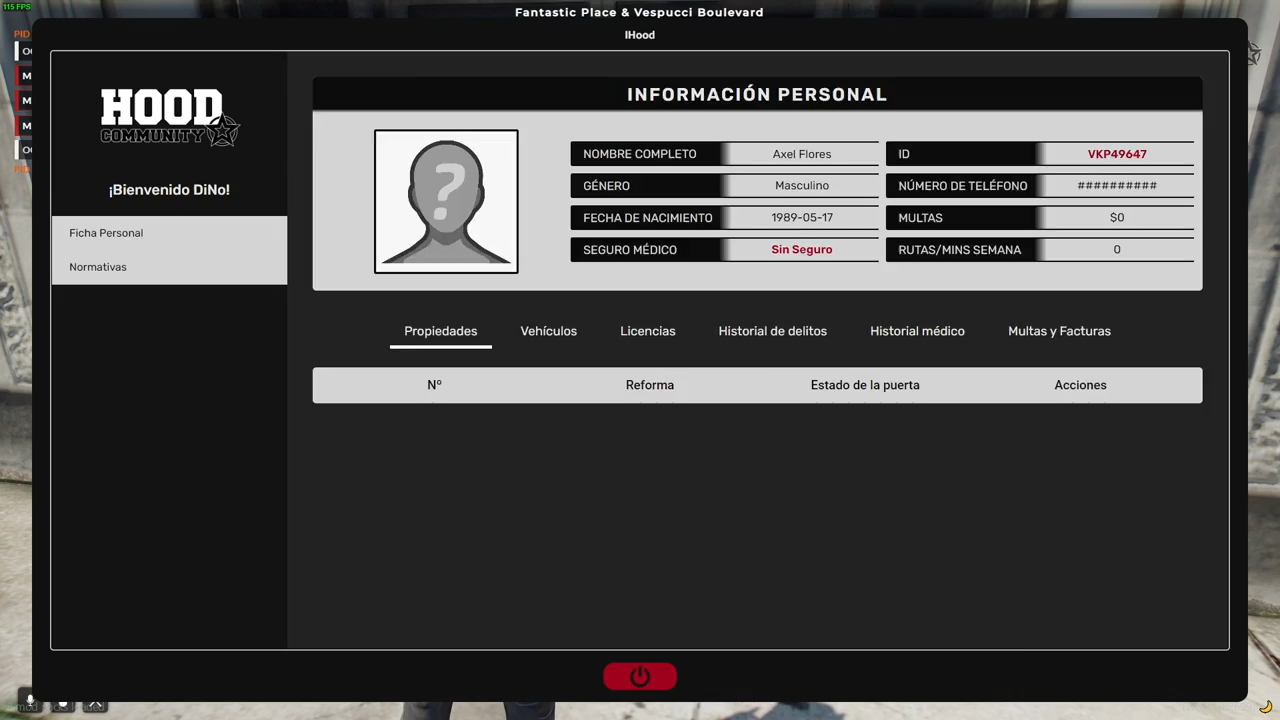 115 FPS
Fantastic Place & Vespucci Boulevard
IHood
PID
HOOD
COMMUNITY
¡Bienvenido DiNo!
Ficha Personal
Normativas
INFORMACIÓN PERSONAL
NOMBRE COMPLETO Axel Flores ID VKP49647
GÉNERO Masculino NÚMERO DE TELÉFONO ##########
FECHA DE NACIMIENTO 1989-05-17 MULTAS $0
SEGURO MÉDICO Sin Seguro RUTAS/MINS SEMANA 0
Propiedades Vehículos Licencias Historial de delitos Historial médico Multas y Facturas
Nº Reforma Estado de la puerta Acciones